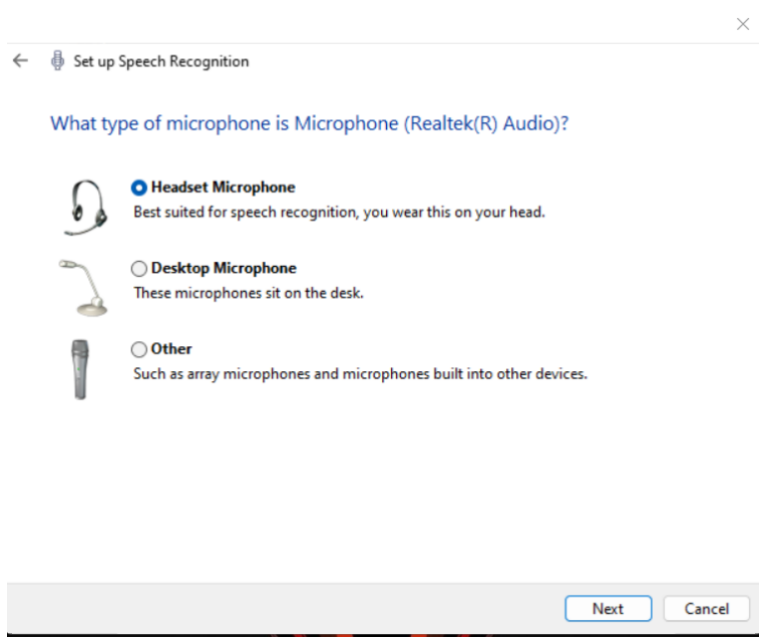 Set up Speech Recognition
What type of microphone is Microphone (Realtek(R) Audio)?
Headset Microphone
Best suited for speech recognition, you wear this on your head.
Desktop Microphone
These microphones sit on the desk.
Other
Such as array microphones and microphones built into other devices.
Next Cancel